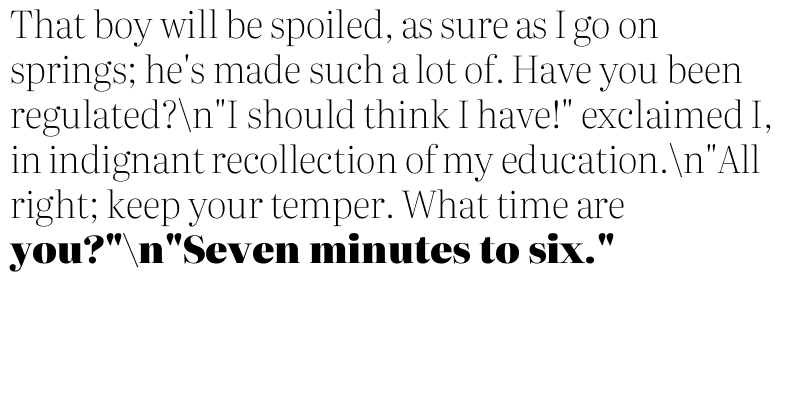 That boy will be spoiled, as sure as I go on
springs; he's made such a lot of. Have you been
regulated?\n"I should think I have!" exclaimed I,
in indignant recollection of my education.\n"All
right; keep your temper. What time are
you?"\n"Seven minutes to six."